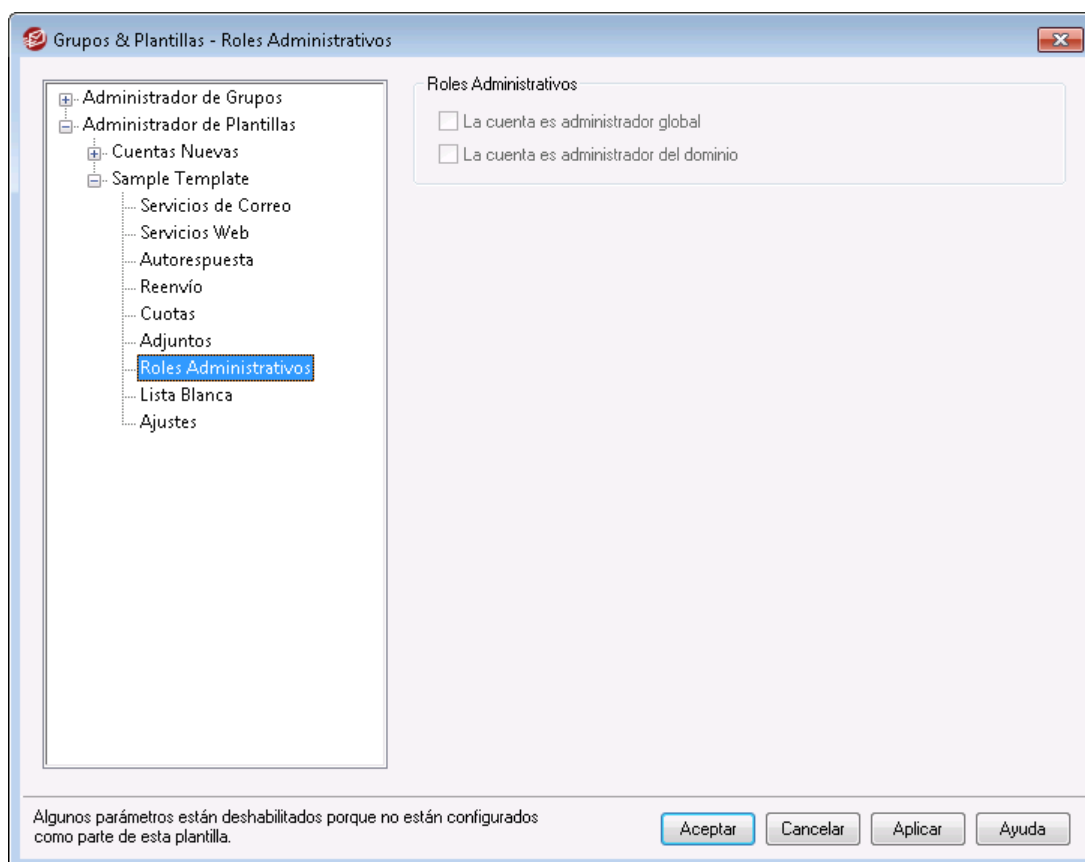 Grupos & Plantillas - Roles Administrativos
Administrador de Grupos
Administrador de Plantillas
Cuentas Nuevas
Sample Template
Servicios de Correo
Servicios Web
Autorespuesta
Reenvío
Cuotas
Adjuntos
Roles Administrativos
Lista Blanca
Ajustes
Roles Administrativos
La cuenta es administrador global
La cuenta es administrador del dominio
Algunos parámetros están deshabilitados porque no están configurados
como parte de esta plantilla.
Aceptar
Cancelar
Aplicar
Ayuda